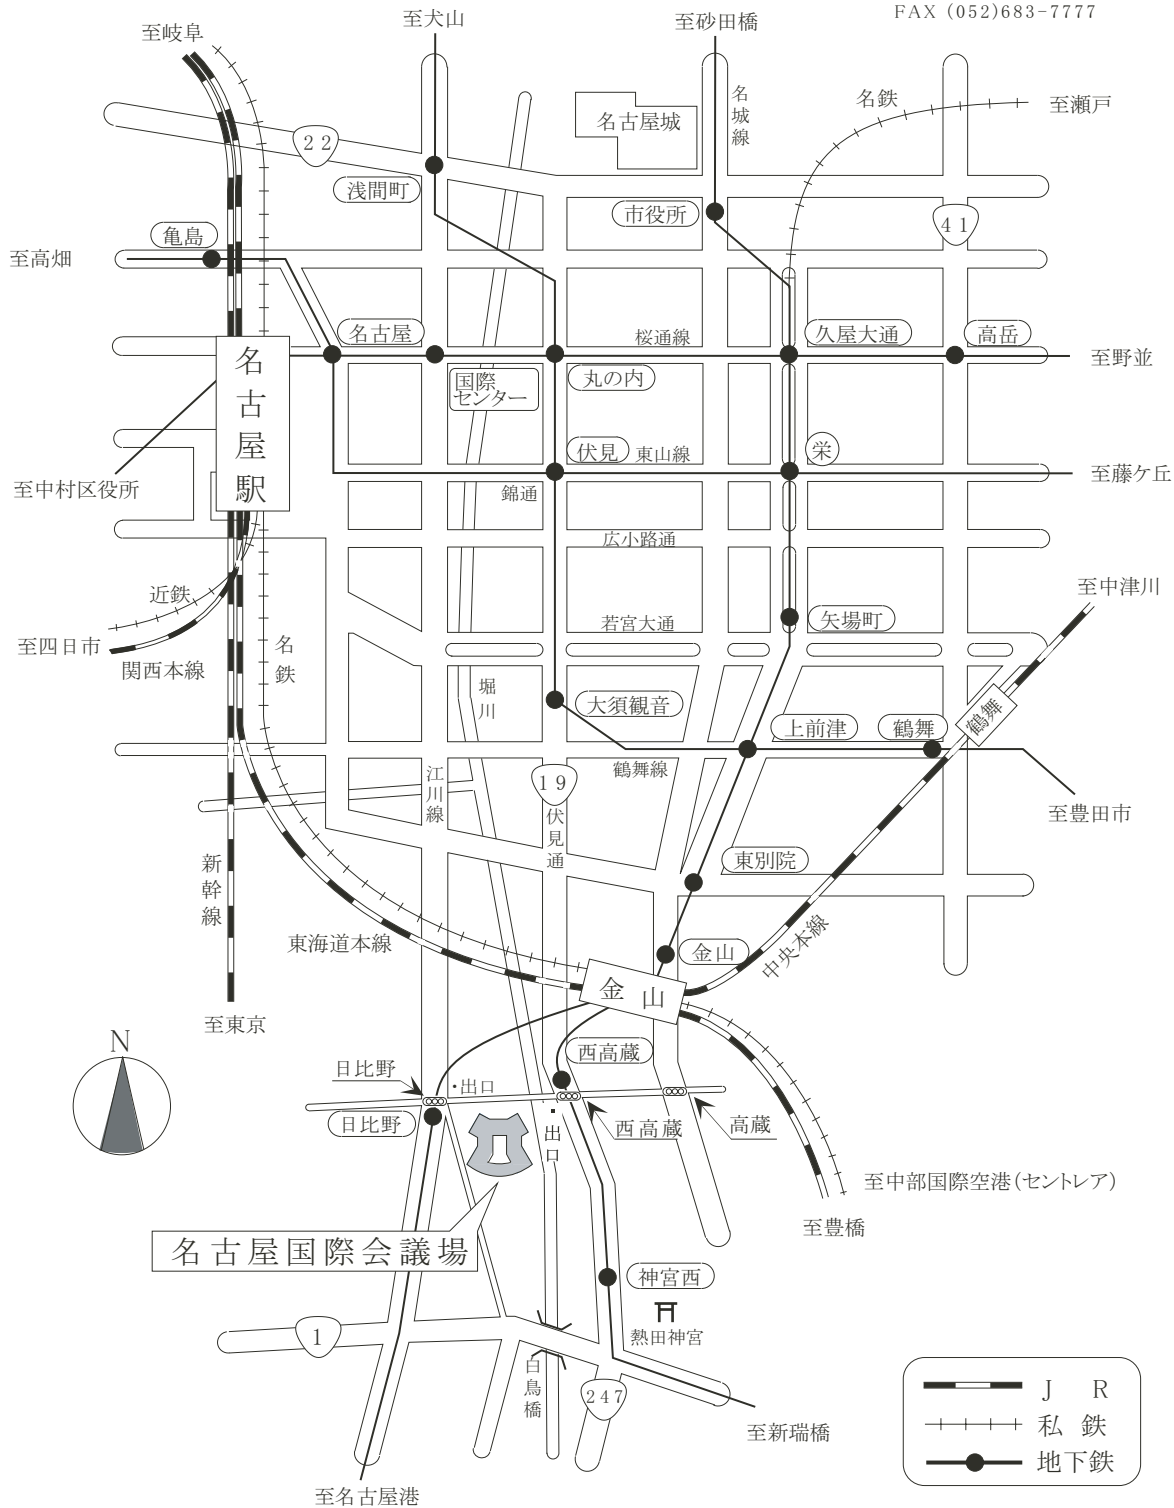 FAX (052)683-7777
至犬山
至砂田橋
至岐阜
名城線
名鉄
至瀬戸
名古屋城
22
浅間町
市役所
41
亀島
至高畑
名古屋
桜通線
久屋大通
高岳
至野並
名古屋駅
国際
センター
丸の内
伏見
東山線
栄
至藤ケ丘
至中村区役所
錦通
広小路通
近鉄
至中津川
至四日市
若宮大通
矢場町
関西本線
名鉄
堀川
大須観音
上前津
鶴舞
鶴舞
鶴舞線
江川線
19
伏見通
至豊田市
新幹線
東別院
東海道本線
金山
中央本線
金山
至東京
N
西高蔵
日比野
・出口
日比野
・出口
西高蔵
高蔵
至中部国際空港(セントレア)
至豊橋
名古屋国際会議場
神宮西
熱田神宮
1
白鳥橋
247
至新瑞橋
至名古屋港
JR
私鉄
地下鉄